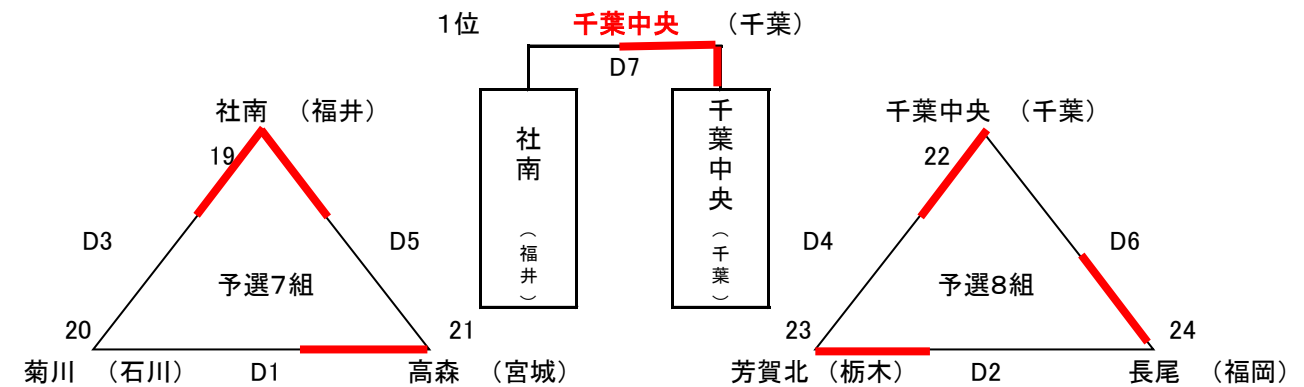 1位 千葉中央 (千葉)
D7
社南 (福井)
千葉中央 (千葉)
社南 (福井)
19
D3 D5
予選7組
20 21
菊川 (石川) D1 高森 (宮城)
千葉中央 (千葉)
22
D4 D6
予選8組
23 24
芳賀北 (栃木) D2 長尾 (福岡)